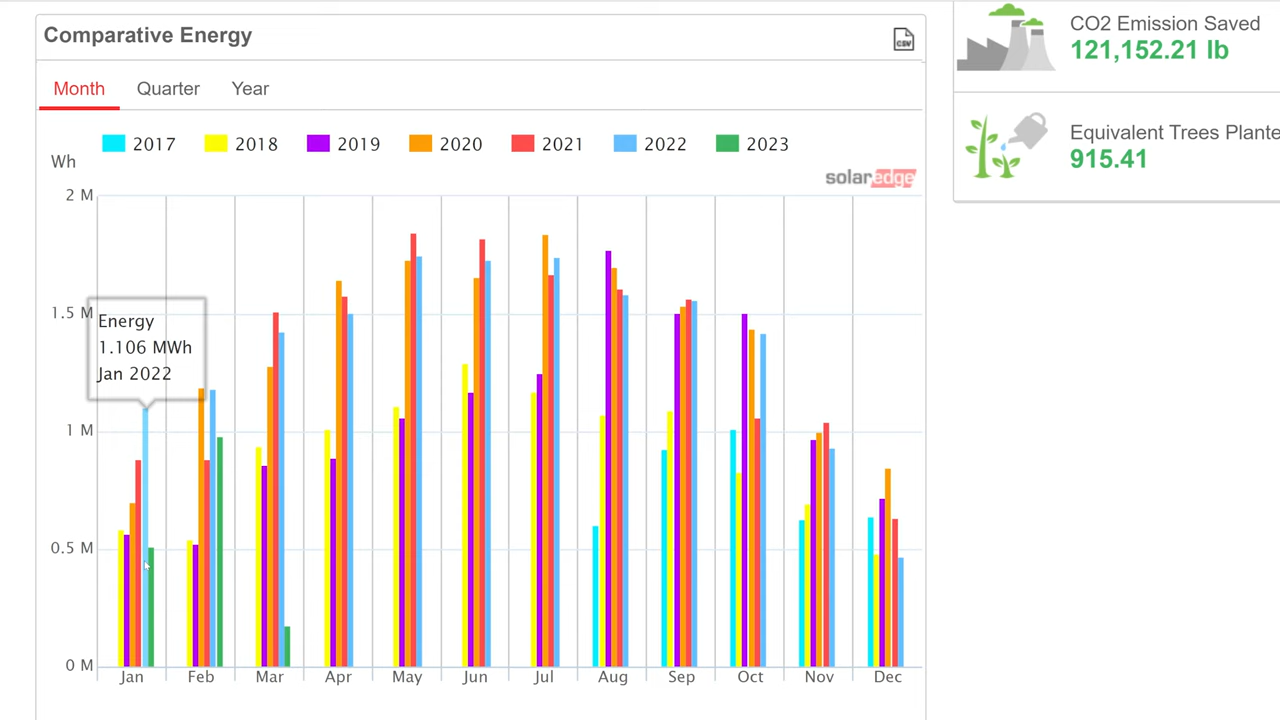 Comparative Energy
CSV
Month Quarter Year
2017 2018 2019 2020 2021 2022 2023
Wh
solaredge
2 M
1.5 M
1 M
0.5 M
0 M
Energy
1.106 MWh
Jan 2022
Jan Feb Mar Apr May Jun Jul Aug Sep Oct Nov Dec
CO2 Emission Saved
121,152.21 lb
Equivalent Trees Plante
915.41